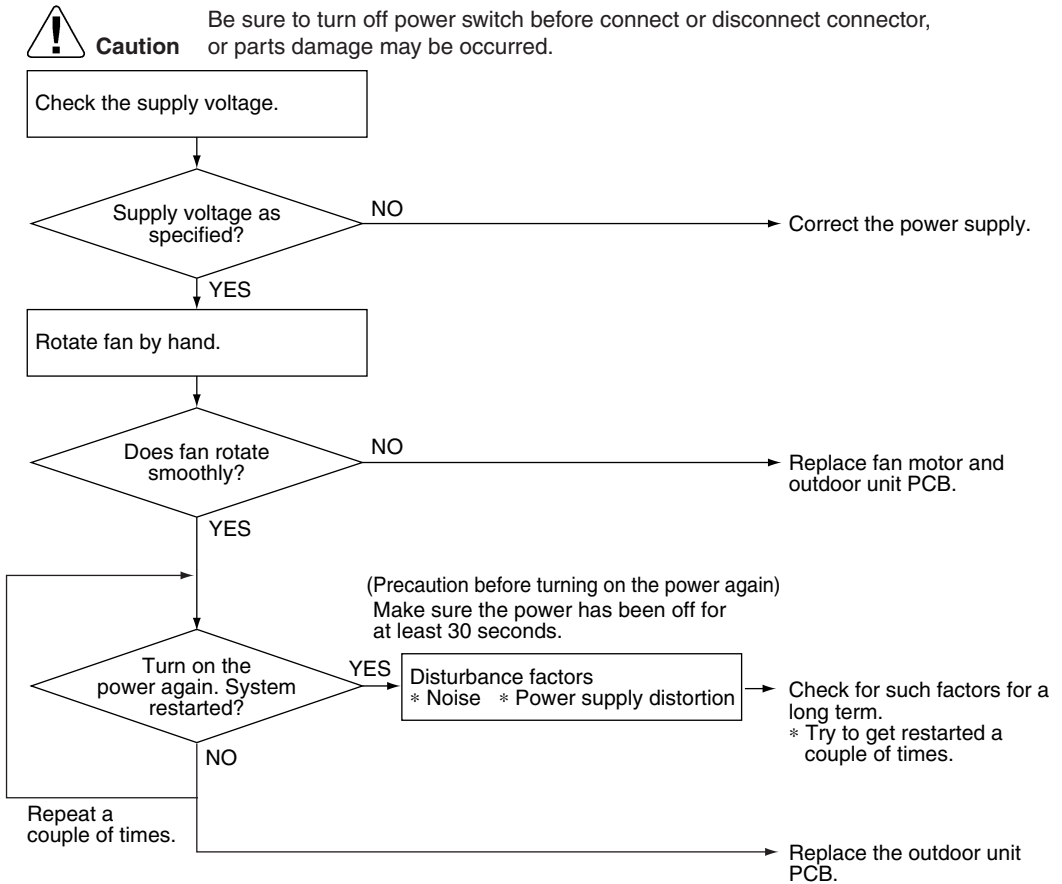 Be sure to turn off power switch before connect or disconnect connector,
Caution or parts damage may be occurred.
Check the supply voltage.
Supply voltage as
specified?
NO
Correct the power supply.
YES
Rotate fan by hand.
Does fan rotate
smoothly?
NO
Replace fan motor and
outdoor unit PCB.
YES
(Precaution before turning on the power again)
Make sure the power has been off for
at least 30 seconds.
Turn on the
power again. System
restarted?
YES
Disturbance factors
* Noise * Power supply distortion
Check for such factors for a
long term.
* Try to get restarted a
couple of times.
NO
Repeat a
couple of times.
Replace the outdoor unit
PCB.